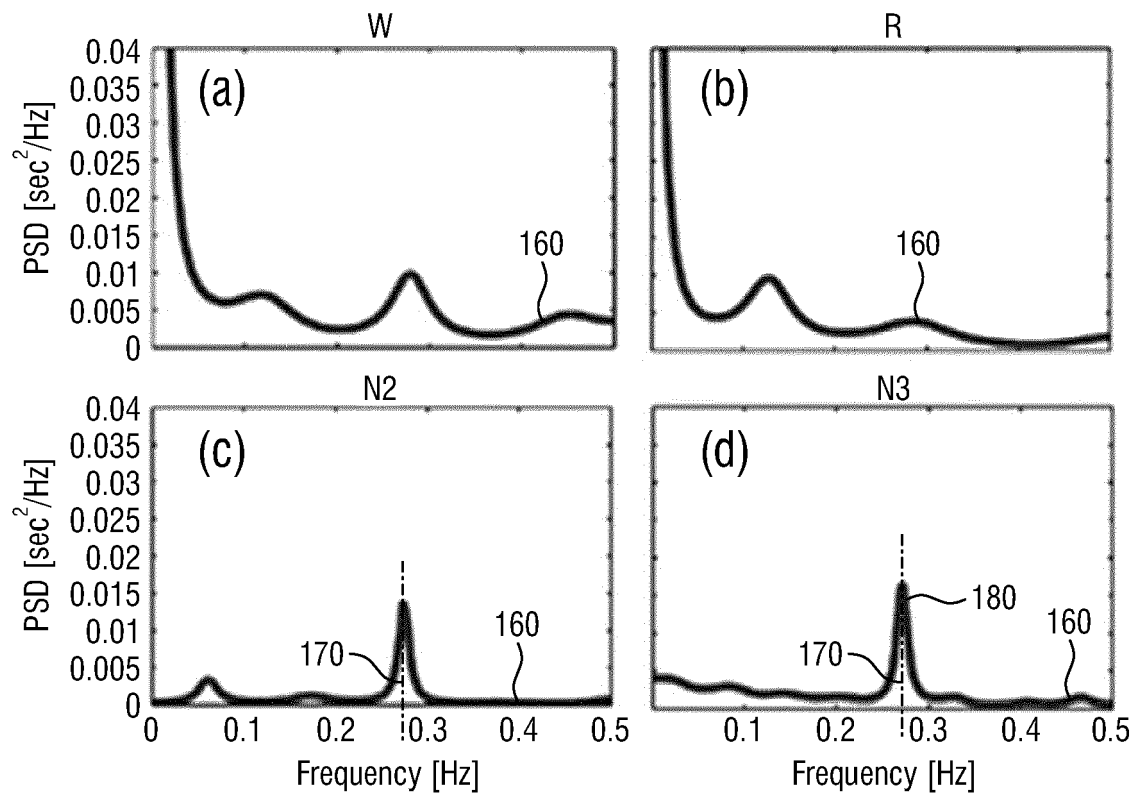 W
PSD [sec²/Hz]
0.04
0.035
0.03
0.025
0.02
0.015
0.01
0.005
0
(a)
160
R
(b)
160
N2
PSD [sec²/Hz]
0.04
0.035
0.03
0.025
0.02
0.015
0.01
0.005
0
(c)
170
160
0 0.1 0.2 0.3 0.4 0.5
Frequency [Hz]
N3
(d)
180
170
160
0.1 0.2 0.3 0.4 0.5
Frequency [Hz]